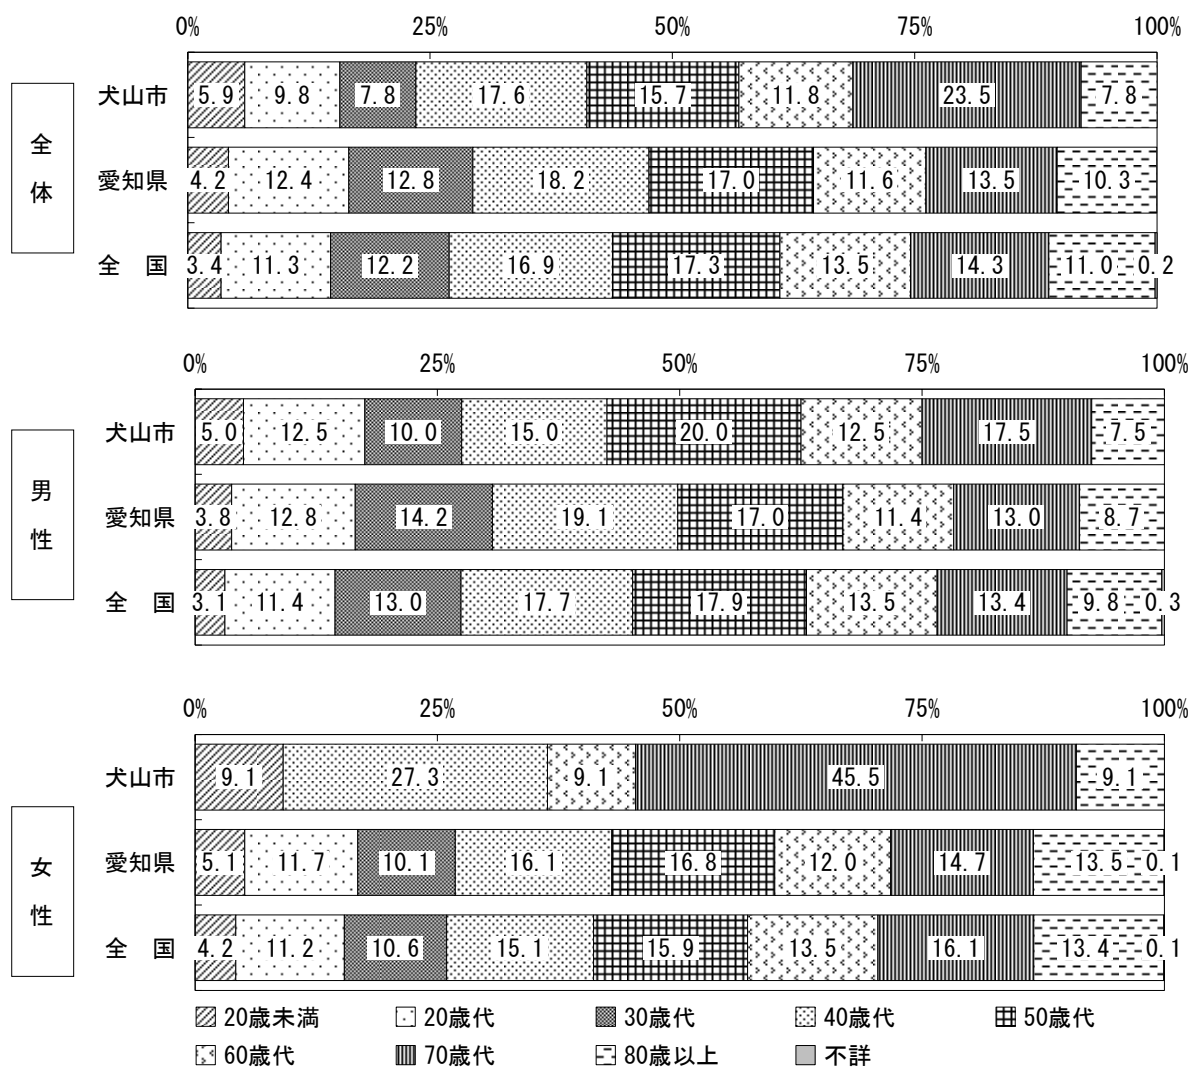 0% 25% 50% 75% 100%
全体
犬山市 5.9 9.8 7.8 17.6 15.7 11.8 23.5 7.8
愛知県 4.2 12.4 12.8 18.2 17.0 11.6 13.5 10.3
全 国 3.4 11.3 12.2 16.9 17.3 13.5 14.3 11.0 0.2
0% 25% 50% 75% 100%
男性
犬山市 5.0 12.5 10.0 15.0 20.0 12.5 17.5 7.5
愛知県 3.8 12.8 14.2 19.1 17.0 11.4 13.0 8.7
全 国 3.1 11.4 13.0 17.7 17.9 13.5 13.4 9.8 0.3
0% 25% 50% 75% 100%
女性
犬山市 9.1 27.3 9.1 45.5 9.1
愛知県 5.1 11.7 10.1 16.1 16.8 12.0 14.7 13.5 0.1
全 国 4.2 11.2 10.6 15.1 15.9 13.5 16.1 13.4 0.1
20歳未満 20歳代 30歳代 40歳代 50歳代
60歳代 70歳代 80歳以上 不詳